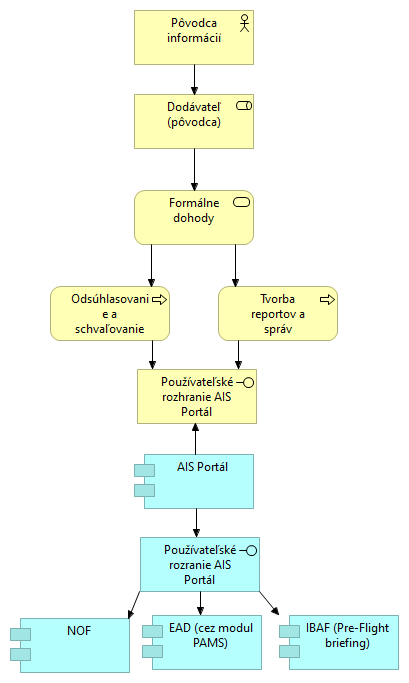 Pôvodca
informácií
Dodávateľ
(pôvodca)
Formálne
dohody
Odsúhlasovani
e a
schvaľovanie
Tvorba
reportov a
správ
Používateľské
rozhranie AIS
Portál
AIS Portál
Používateľské
rozranie AIS
Portál
NOF
EAD (cez modul
PAMS)
IBAF (Pre-Flight
briefing)